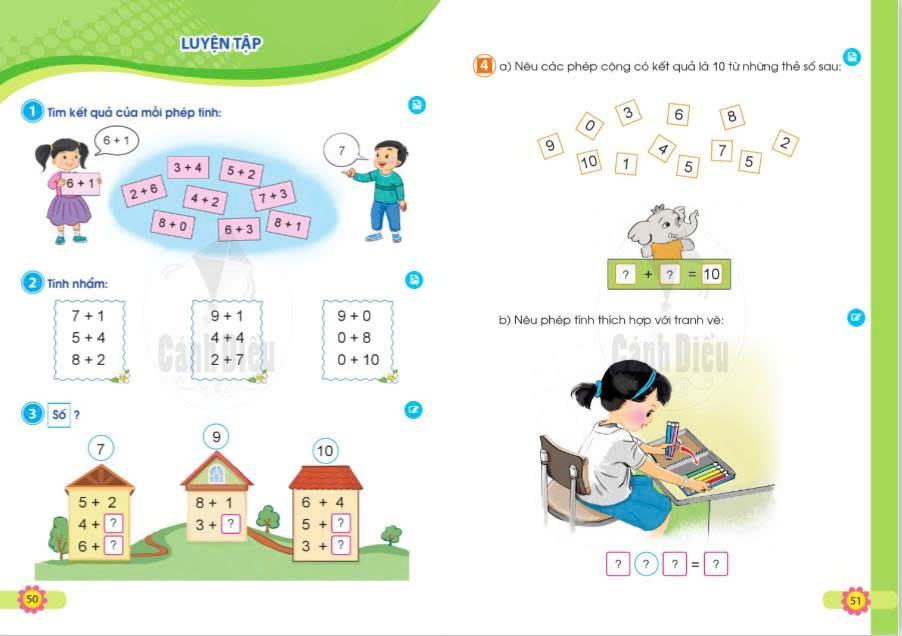 LUYỆN TẬP
1 Tìm kết quả của mỗi phép tính:
6 + 1
6 + 1
3 + 4
5 + 2
2 + 6
4 + 2
7 + 3
8 + 0
6 + 3
8 + 1
7
2 Tính nhẩm:
7 + 1
5 + 4
8 + 2
9 + 1
4 + 4
2 + 7
9 + 0
0 + 8
0 + 10
Cánh Diều
3 Số ?
7
5 + 2
4 + ?
6 + ?
9
8 + 1
3 + ?
10
6 + 4
5 + ?
3 + ?
50
4 a) Nêu các phép cộng có kết quả là 10 từ những thẻ số sau:
9
0
3
6
8
2
10
1
4
5
7
5
? + ? = 10
b) Nêu phép tính thích hợp với tranh vẽ:
Cánh Diều
? ? ? = ?
51